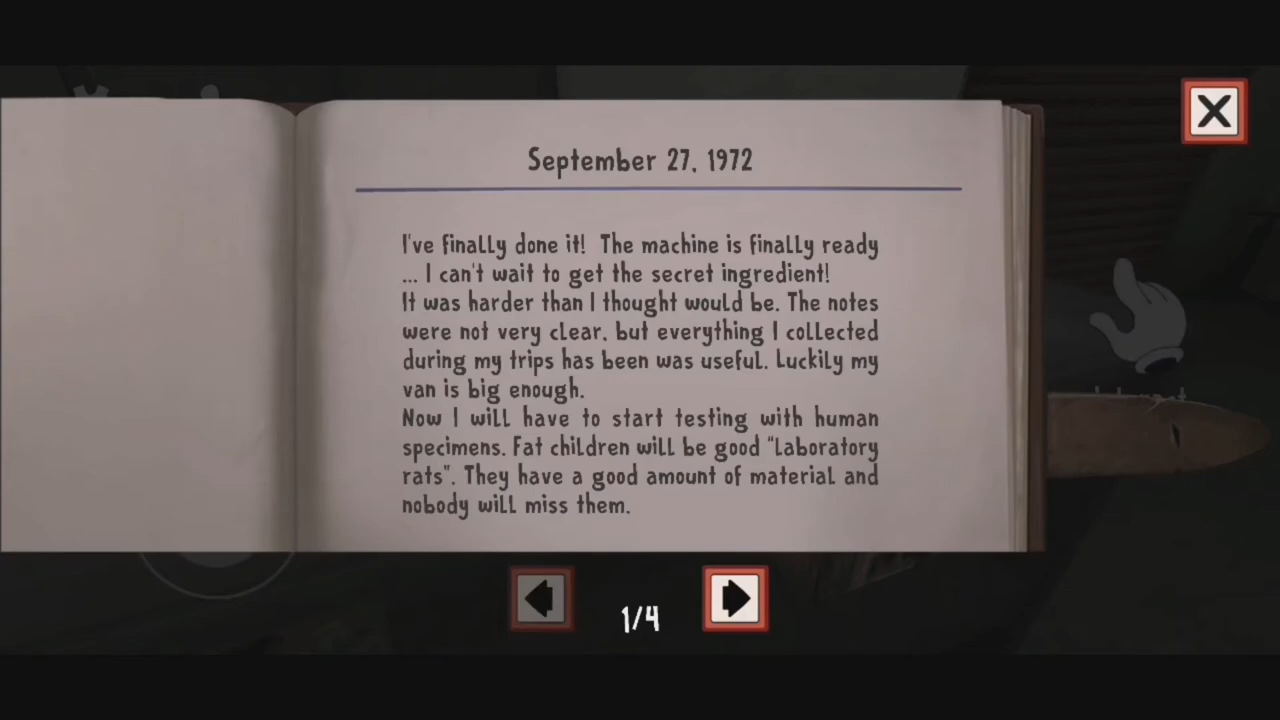 September 27, 1972
I've finally done it!  The machine is finally ready
... I can't wait to get the secret ingredient!
It was harder than I thought would be. The notes
were not very clear, but everything I collected
during my trips has been was useful. Luckily my
van is big enough.
Now I will have to start testing with human
specimens. Fat children will be good "laboratory
rats". They have a good amount of material and
nobody will miss them.
1/4